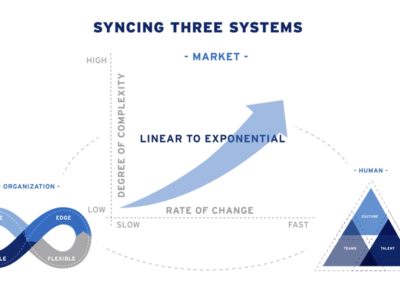 SYNCING THREE SYSTEMS
- MARKET -
HIGH
DEGREE OF COMPLEXITY
LINEAR TO EXPONENTIAL
LOW
RATE OF CHANGE
SLOW
FAST
ORGANIZATION -
EDGE
FLEXIBLE
- HUMAN -
CULTURE
TEAMS
TALENT